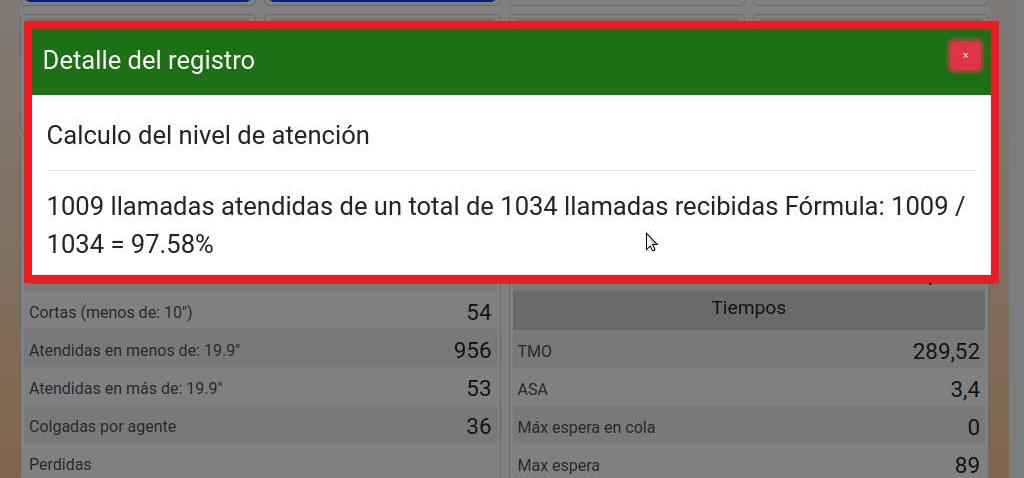 Detalle del registro
×
Calculo del nivel de atención
1009 llamadas atendidas de un total de 1034 llamadas recibidas Fórmula: 1009 /
1034 = 97.58%
Cortas (menos de: 10") 54
Atendidas en menos de: 19.9" 956
Atendidas en más de: 19.9" 53
Colgadas por agente 36
Perdidas
Tiempos
TMO 289,52
ASA 3,4
Máx espera en cola 0
Max espera 89